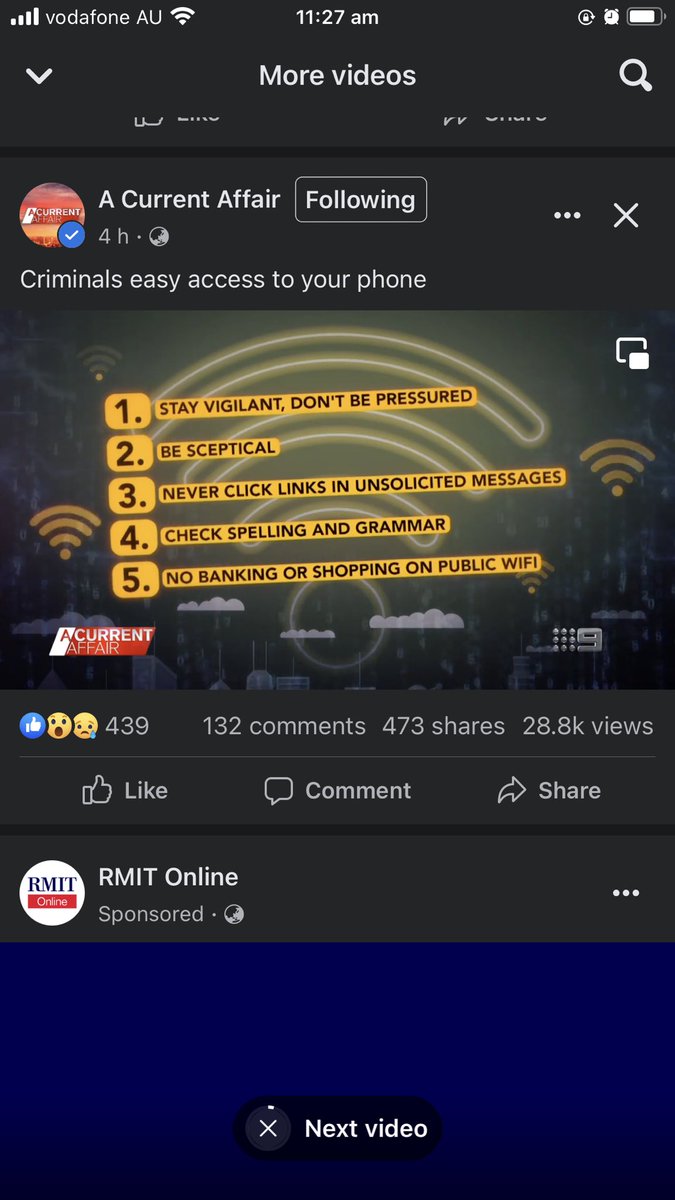 vodafone AU 11:27 am
More videos
Like Share
A CURRENT AFFAIR
A Current Affair Following
4 h ·
Criminals easy access to your phone
1. STAY VIGILANT, DON'T BE PRESSURED
2. BE SCEPTICAL
3. NEVER CLICK LINKS IN UNSOLICITED MESSAGES
4. CHECK SPELLING AND GRAMMAR
5. NO BANKING OR SHOPPING ON PUBLIC WIFI
A CURRENT AFFAIR 9
439 132 comments 473 shares 28.8k views
Like Comment Share
RMIT Online
RMIT Online
Sponsored ·
Next video